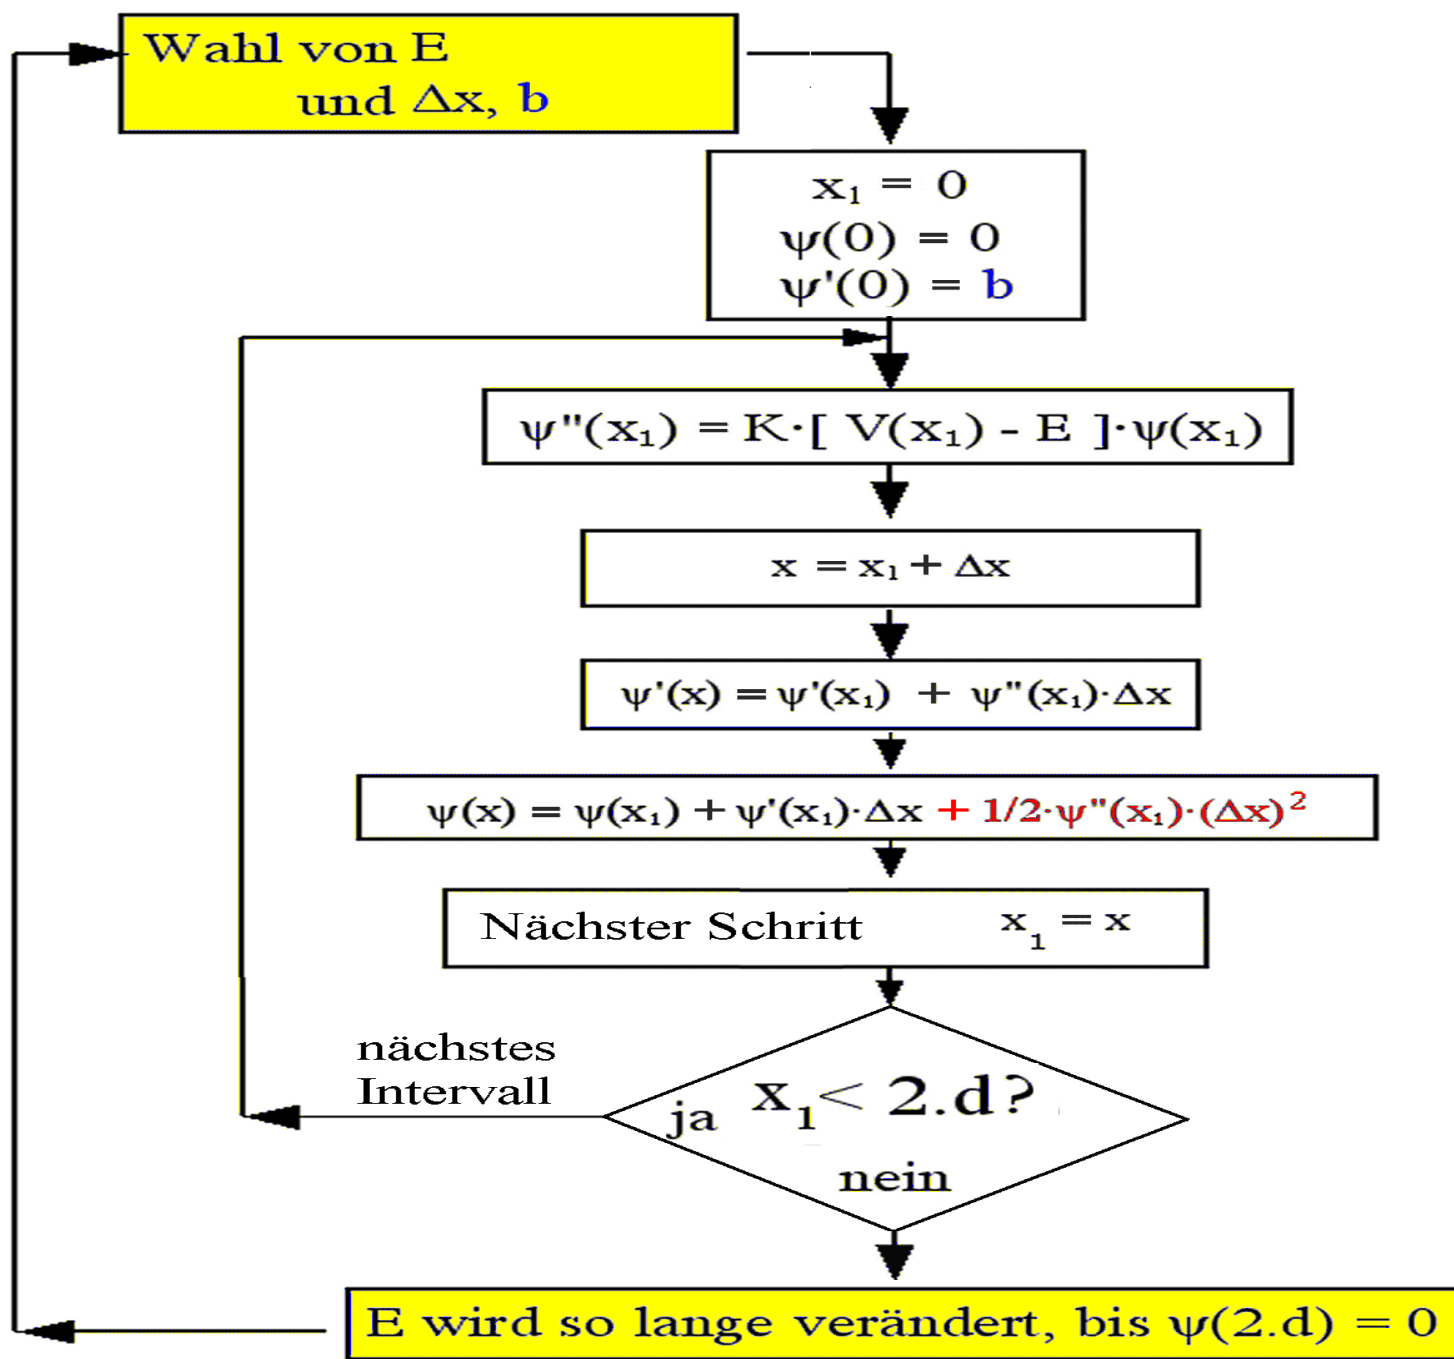 Wahl von E
und Δx, b
x₁ = 0
ψ(0) = 0
ψ'(0) = b
ψ''(x₁) = K·[ V(x₁) - E ]·ψ(x₁)
x = x₁ + Δx
ψ'(x) = ψ'(x₁) + ψ''(x₁)·Δx
ψ(x) = ψ(x₁) + ψ'(x₁)·Δx + 1/2·ψ''(x₁)·(Δx)²
Nächster Schritt x₁ = x
nächstes
Intervall
ja x₁ < 2.d?
nein
E wird so lange verändert, bis ψ(2.d) = 0